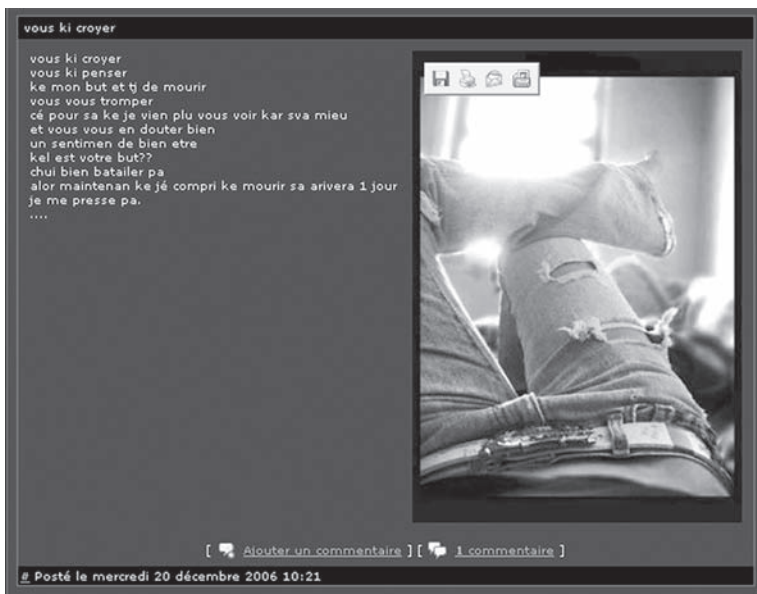 vous ki croyer
vous ki croyer
vous ki penser
ke mon but et tj de mourir
vous vous tromper
cé pour sa ke je vien plu vous voir kar sva mieu
et vous vous en douter bien
un sentimen de bien etre
kel est votre but??
chui bien batailer pa
alor maintenan ke jé compri ke mourir sa arivera 1 jour
je me presse pa.
....
[ Ajouter un commentaire ] [ 1 commentaire ]
# Posté le mercredi 20 décembre 2006 10:21